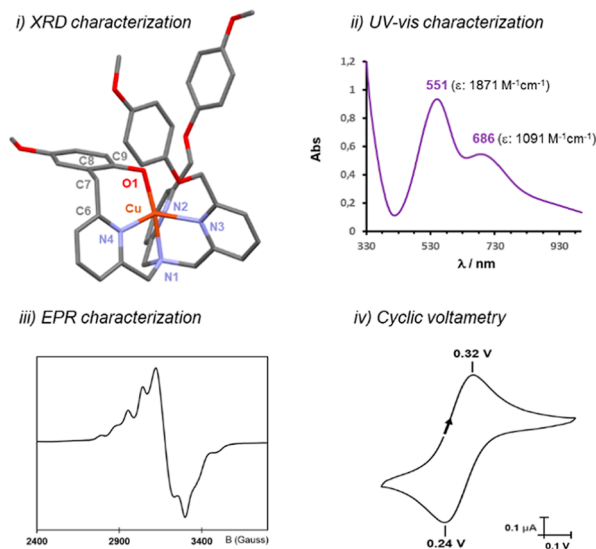 i) XRD characterization
C9
C8
C7
O1
Cu
C6
N2
N3
N4
N1
ii) UV-vis characterization
1,2
1
0,8
0,6
0,4
0,2
0
Abs
551 (ε: 1871 M⁻¹cm⁻¹)
686 (ε: 1091 M⁻¹cm⁻¹)
330 530 730 930
λ / nm
iii) EPR characterization
2400 2900 3400 B (Gauss)
iv) Cyclic voltametry
0.32 V
0.24 V
0.1 µA
0.1 V